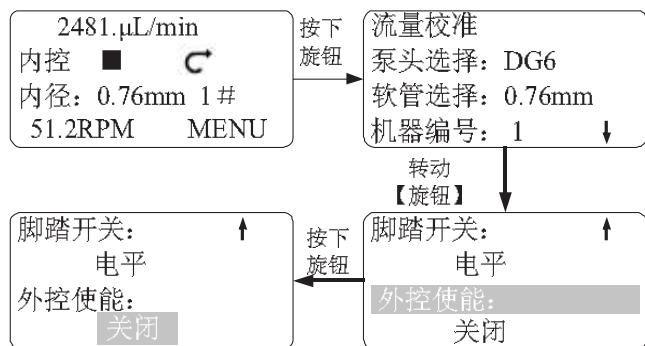 2481.μL/min
内控
内径：0.76mm 1#
51.2RPM MENU
按下
旋钮
流量校准
泵头选择：DG6
软管选择：0.76mm
机器编号：1
转动
【旋钮】
脚踏开关：
电平
外控使能：
关闭
按下
旋钮
脚踏开关：
电平
外控使能：
关闭